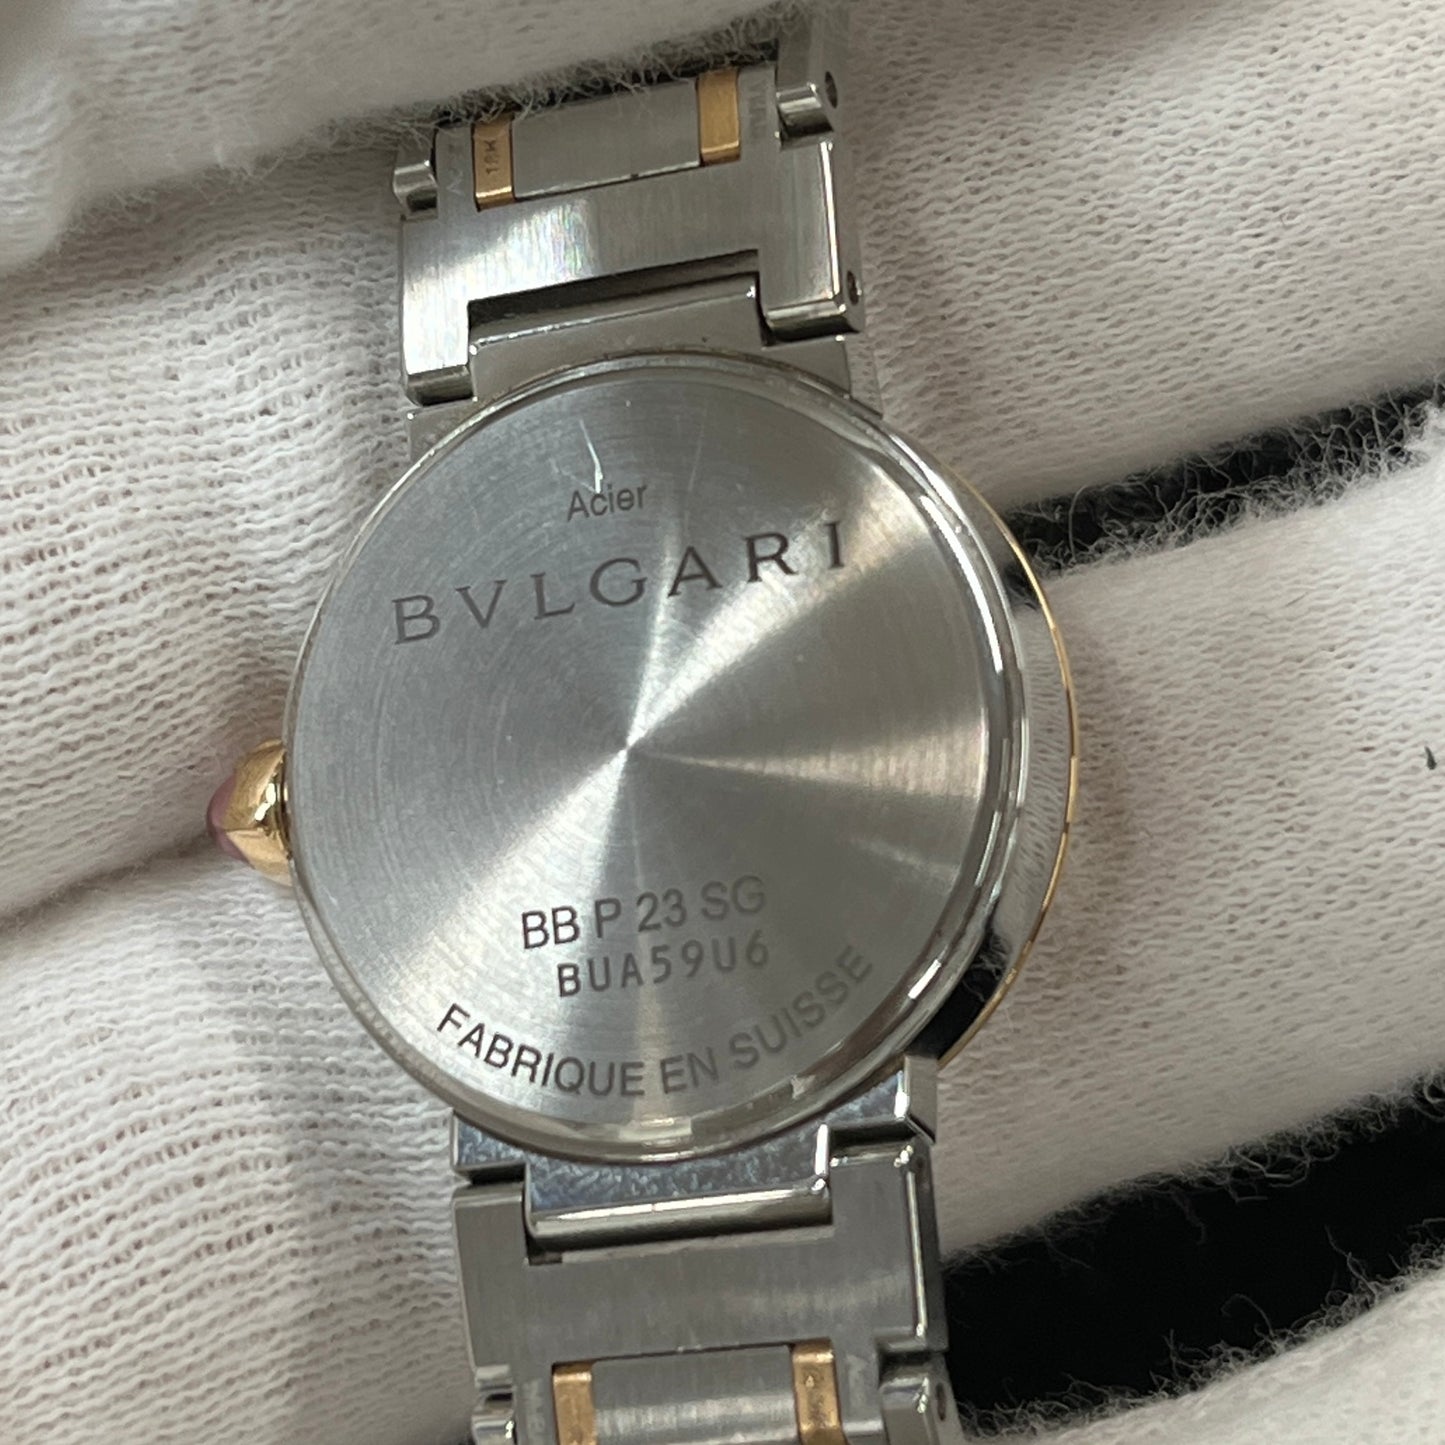 18K
Acier
BVLGARI
BB P 23 SG
BUA59U6
FABRIQUE EN SUISSE